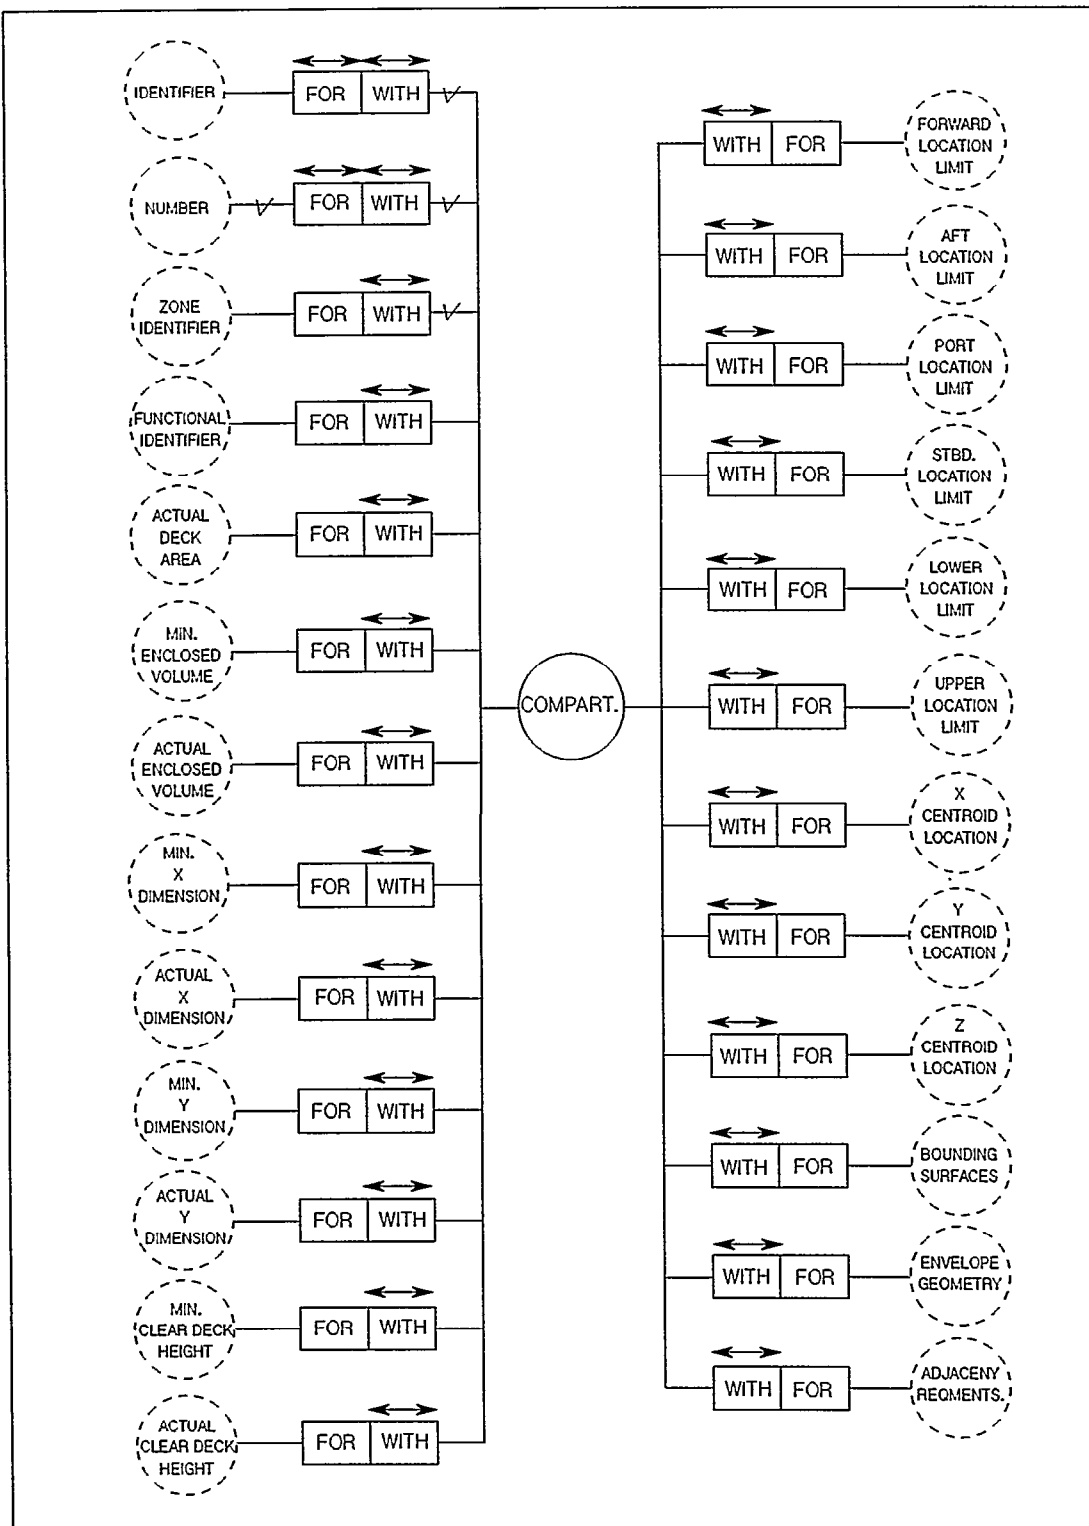 IDENTIFIER
FOR WITH
NUMBER
FOR WITH
ZONE
IDENTIFIER
FOR WITH
FUNCTIONAL
IDENTIFIER
FOR WITH
ACTUAL
DECK
AREA
FOR WITH
MIN.
ENCLOSED
VOLUME
FOR WITH
ACTUAL
ENCLOSED
VOLUME
FOR WITH
MIN.
X
DIMENSION
FOR WITH
ACTUAL
X
DIMENSION
FOR WITH
MIN.
Y
DIMENSION
FOR WITH
ACTUAL
Y
DIMENSION
FOR WITH
MIN.
CLEAR DECK
HEIGHT
FOR WITH
ACTUAL
CLEAR DECK
HEIGHT
FOR WITH
COMPART.
WITH FOR
FORWARD
LOCATION
LIMIT
WITH FOR
AFT
LOCATION
LIMIT
WITH FOR
PORT
LOCATION
LIMIT
WITH FOR
STBD.
LOCATION
LIMIT
WITH FOR
LOWER
LOCATION
LIMIT
WITH FOR
UPPER
LOCATION
LIMIT
WITH FOR
X
CENTROID
LOCATION
WITH FOR
Y
CENTROID
LOCATION
WITH FOR
Z
CENTROID
LOCATION
WITH FOR
BOUNDING
SURFACES
WITH FOR
ENVELOPE
GEOMETRY
WITH FOR
ADJACENY
REQMENTS.